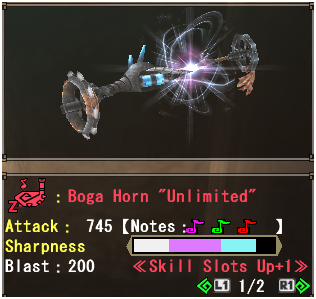 Z : Boga Horn "Unlimited"
Attack : 745【Notes : 】
Sharpness
Blast : 200 ≪Skill Slots Up+1≫
L1 1/2 R1